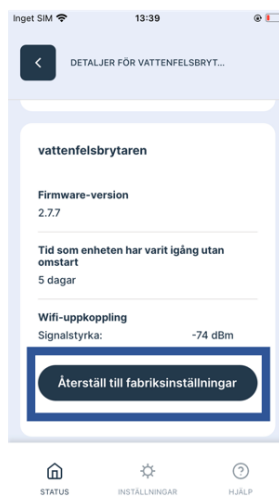 Inget SIM 13:39
DETALJER FÖR VATTENFELSBRYT...
vattenfelsbrytaren
Firmware-version
2.7.7
Tid som enheten har varit igång utan
omstart
5 dagar
Wifi-uppkoppling
Signalstyrka: -74 dBm
Återställ till fabriksinställningar
STATUS INSTÄLLNINGAR HJÄLP